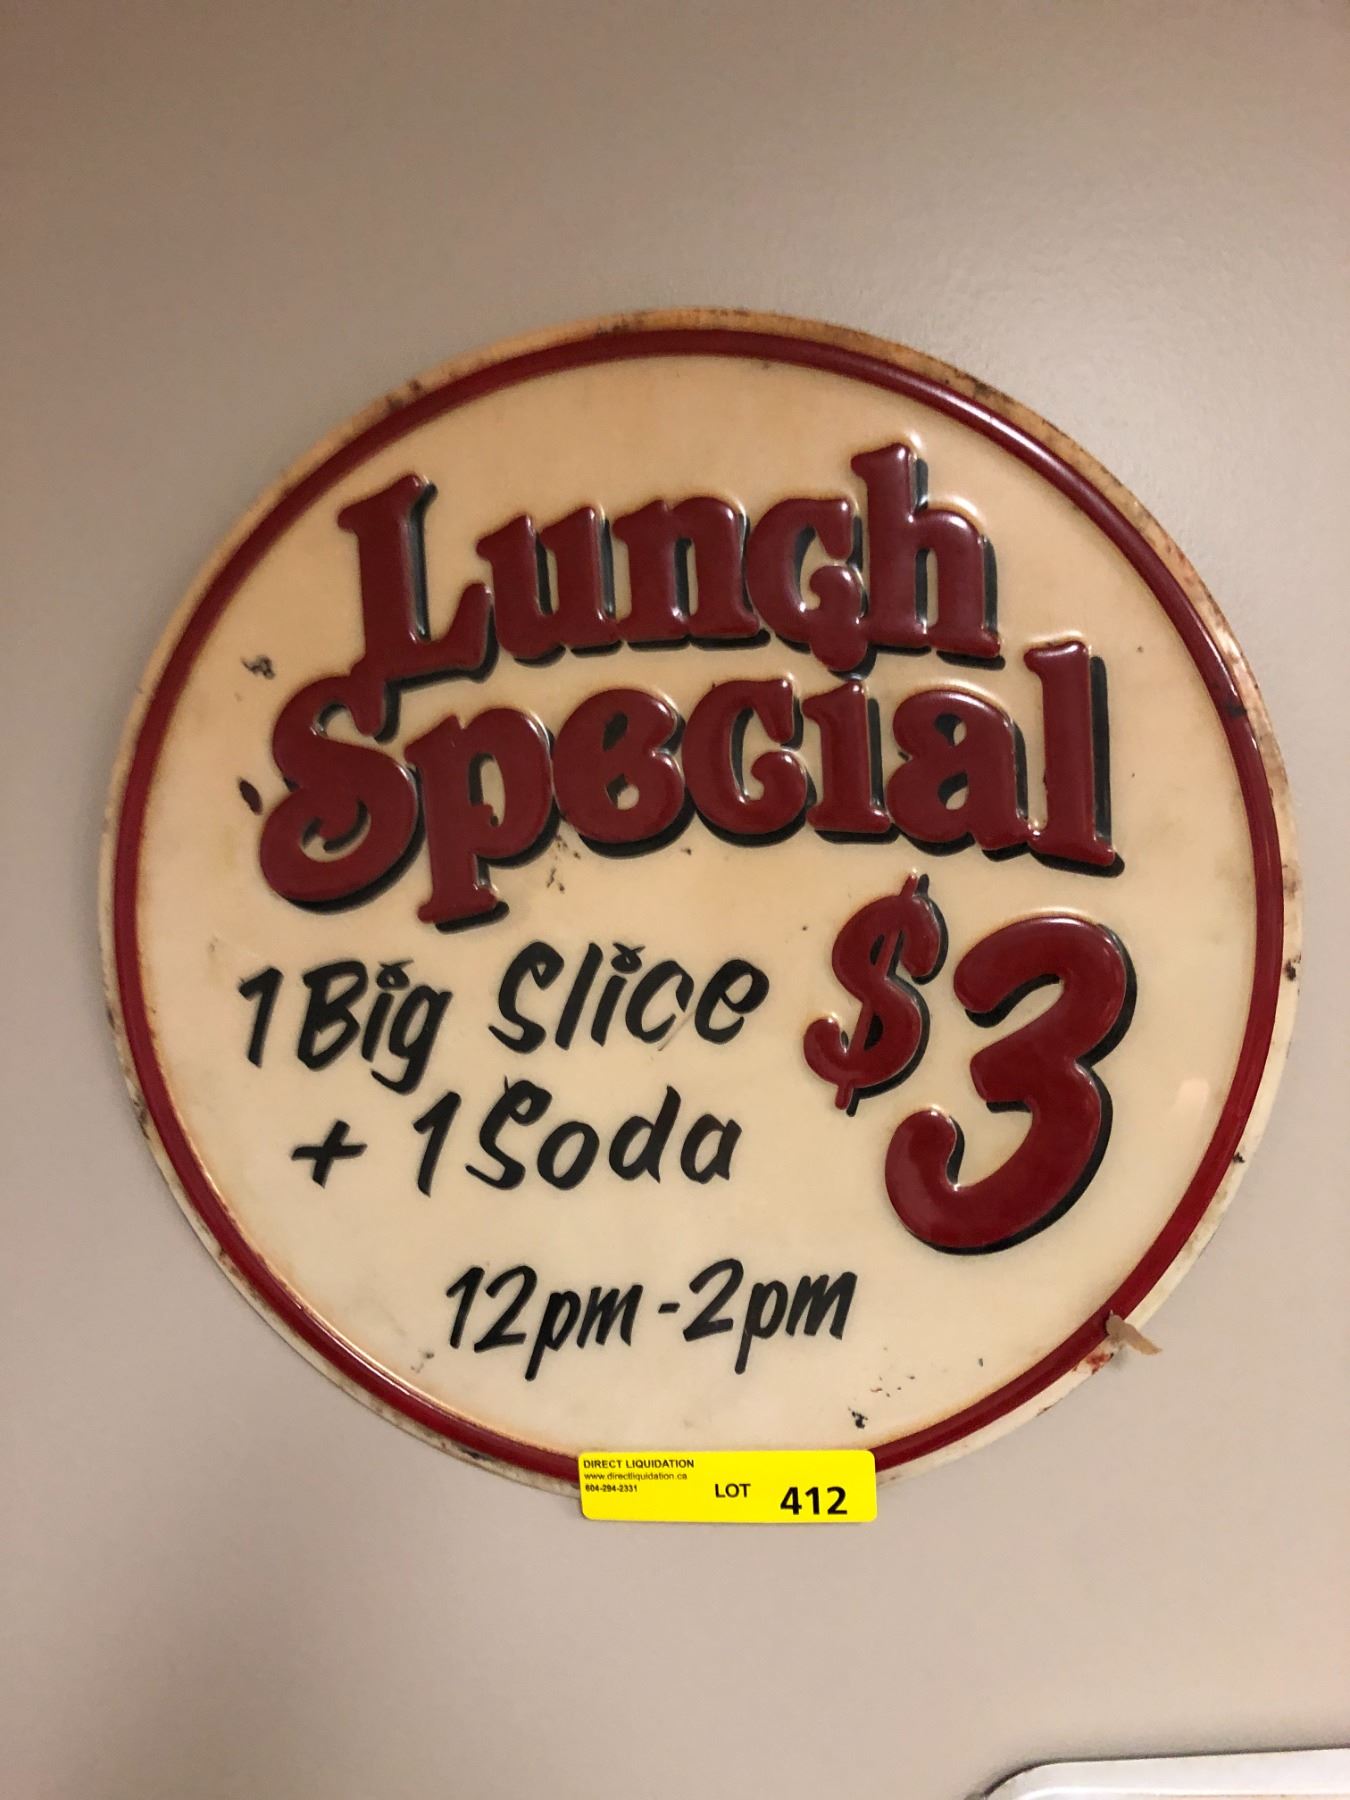 Lunch
Special
$3
1 Big Slice
+ 1 Soda
12pm-2pm
DIRECT LIQUIDATION
www.directliquidation.ca
604-294-2331
LOT 412